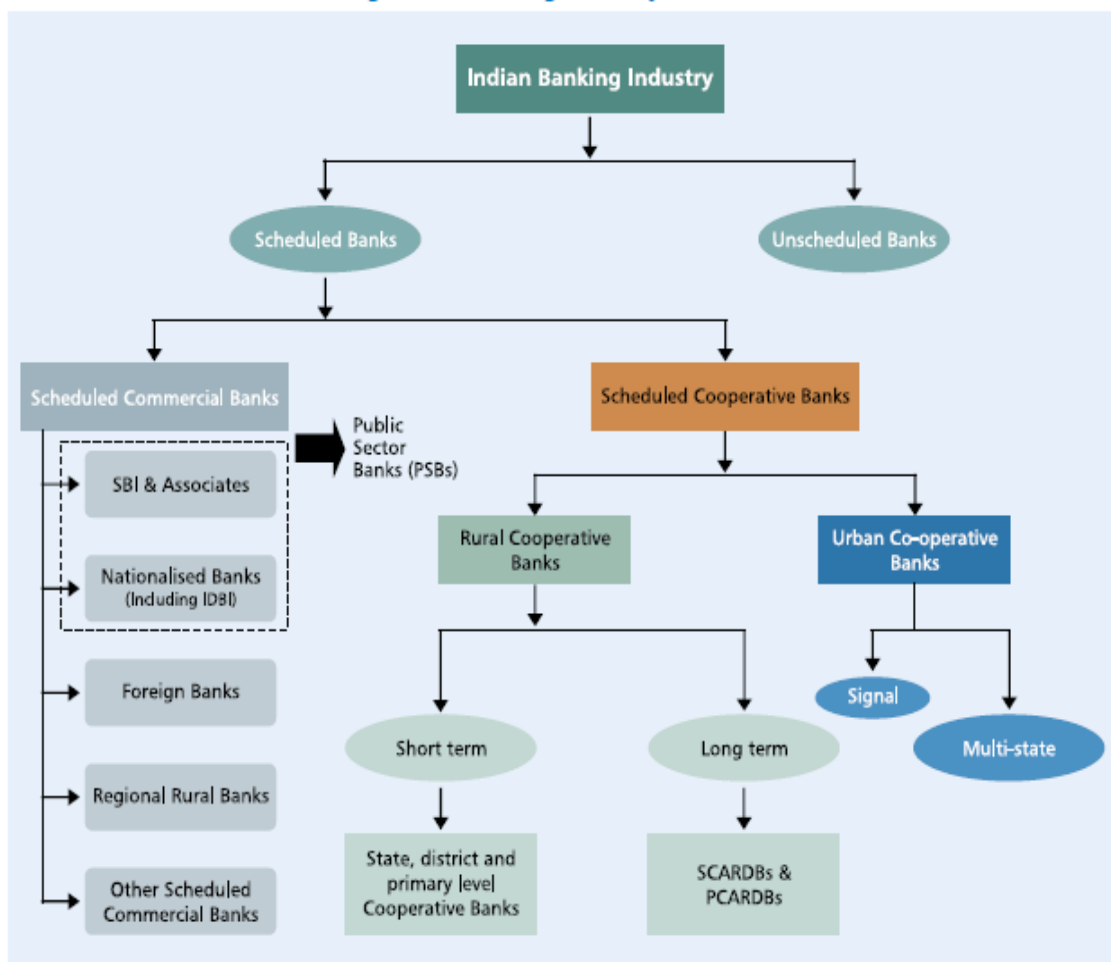 Indian Banking Industry
Scheduled Banks
Unscheduled Banks
Scheduled Commercial Banks
Scheduled Cooperative Banks
Public
Sector
Banks (PSBs)
SBI & Associates
Nationalised Banks
(Including IDBI)
Foreign Banks
Regional Rural Banks
Other Scheduled
Commercial Banks
Rural Cooperative
Banks
Urban Co-operative
Banks
Short term
Long term
Signal
Multi-state
State, district and
primary level
Cooperative Banks
SCARDBs &
PCARDBs